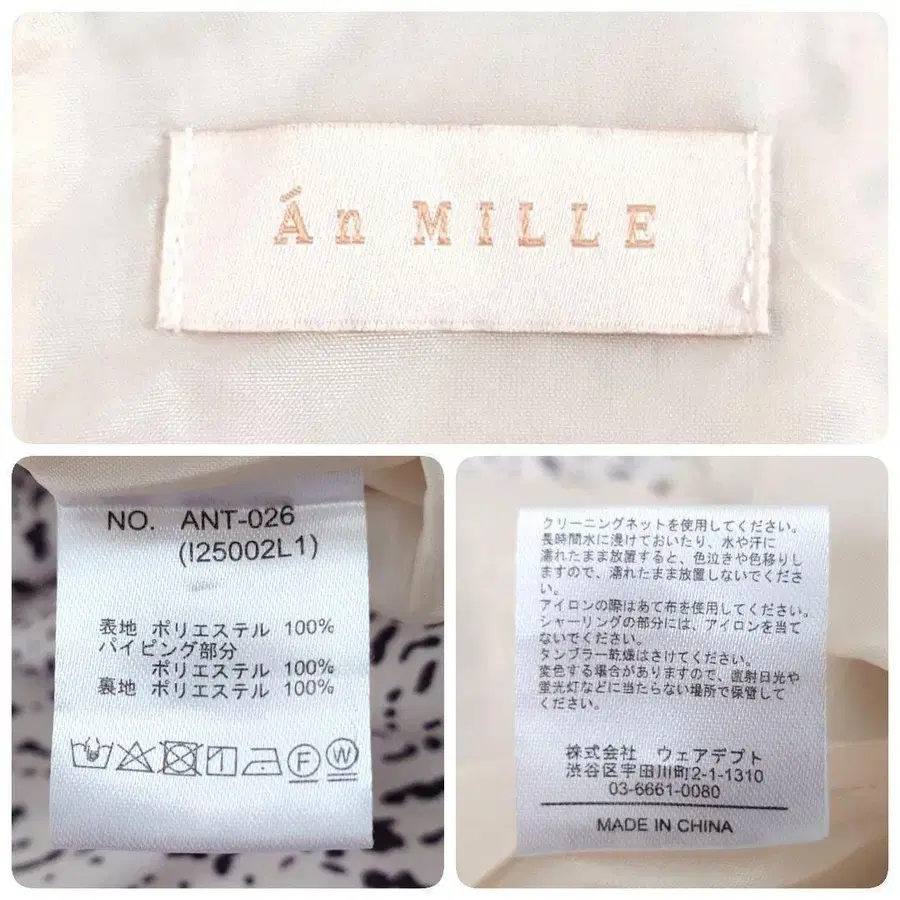 Án MILLE
NO. ANT-026
(I25002L1)
表地 ポリエステル 100%
パイピング部分
ポリエステル 100%
裏地 ポリエステル 100%
F W
クリーニングネットを使用してください。
長時間水に浸けておいたり、水や汗に
濡れたまま放置すると、色泣きや色移りし
ますので、濡れたまま放置しないでくださ
い。
アイロンの際はあて布を使用してください。
シャーリングの部分には、アイロンを当て
ないでください。
タンブラー乾燥はさけてください。
変色する場合がありますので、直射日光や
蛍光灯などに当たらない場所で保管して
ください。
株式会社 ウェアデプト
渋谷区宇田川町2-1-1310
03-6661-0080
MADE IN CHINA